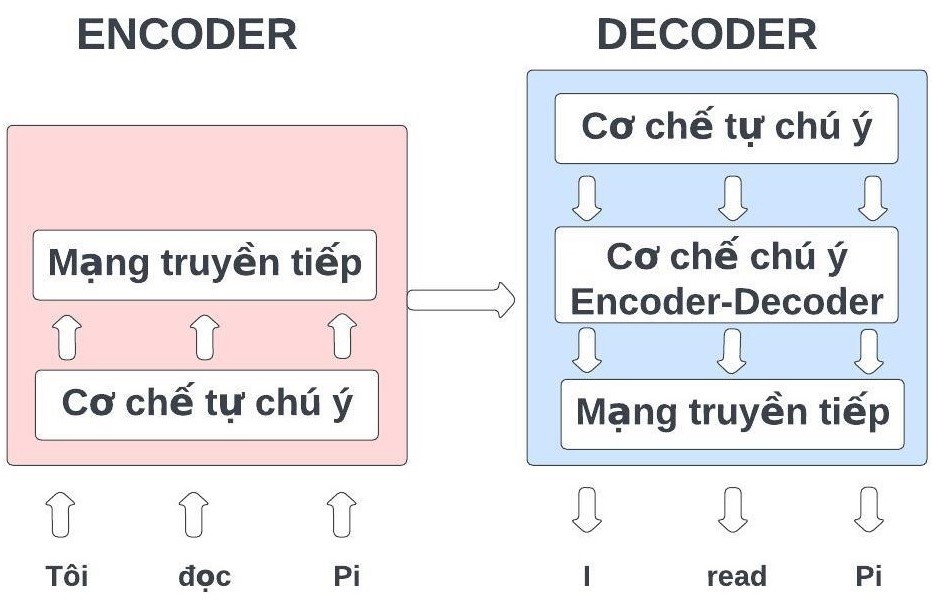 ENCODER
Mạng truyền tiếp
Cơ chế tự chú ý
Tôi đọc Pi
DECODER
Cơ chế tự chú ý
Cơ chế chú ý
Encoder-Decoder
Mạng truyền tiếp
I read Pi